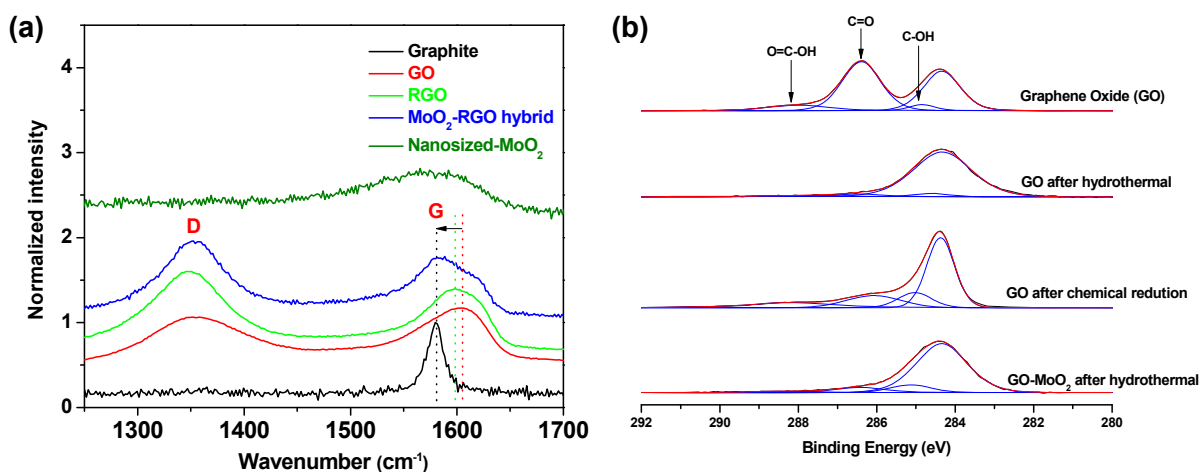 (a)
Graphite
GO
RGO
MoO₂-RGO hybrid
Nanosized-MoO₂
D
G
Normalized intensity
4
3
2
1
0
1300 1400 1500 1600 1700
Wavenumber (cm⁻¹)
(b)
C=O
O=C-OH
C-OH
Graphene Oxide (GO)
GO after hydrothermal
GO after chemical redution
GO-MoO₂ after hydrothermal
292 290 288 286 284 282 280
Binding Energy (eV)